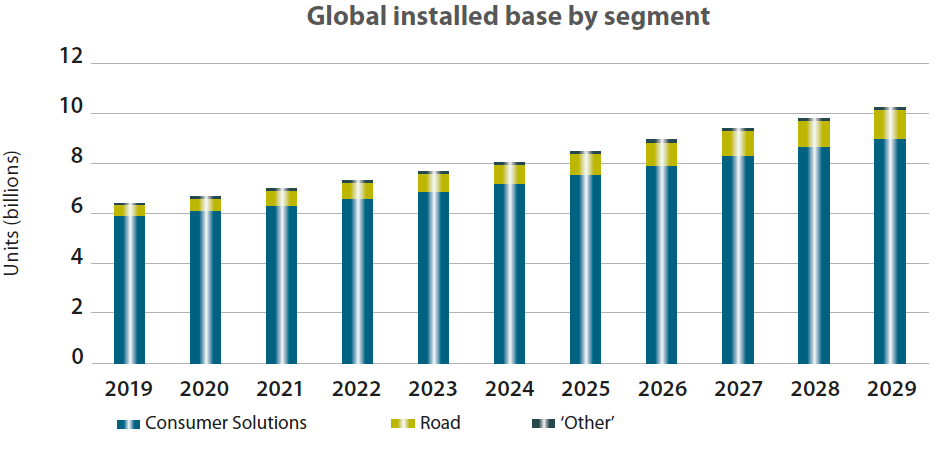 Global installed base by segment
Units (billions)
12
10
8
6
4
2
0
2019 2020 2021 2022 2023 2024 2025 2026 2027 2028 2029
Consumer Solutions Road ‘Other’